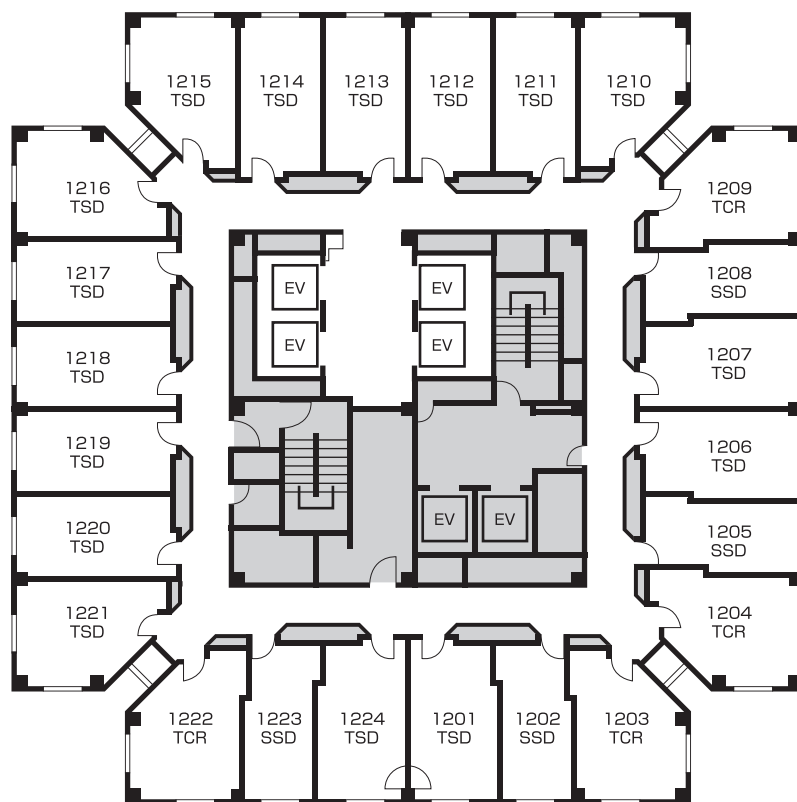 1215
TSD
1214
TSD
1213
TSD
1212
TSD
1211
TSD
1210
TSD
1216
TSD
1209
TCR
1217
TSD
1208
SSD
EV
EV
EV
EV
1218
TSD
1207
TSD
1219
TSD
1206
TSD
1220
TSD
EV
EV
1205
SSD
1221
TSD
1204
TCR
1222
TCR
1223
SSD
1224
TSD
1201
TSD
1202
SSD
1203
TCR